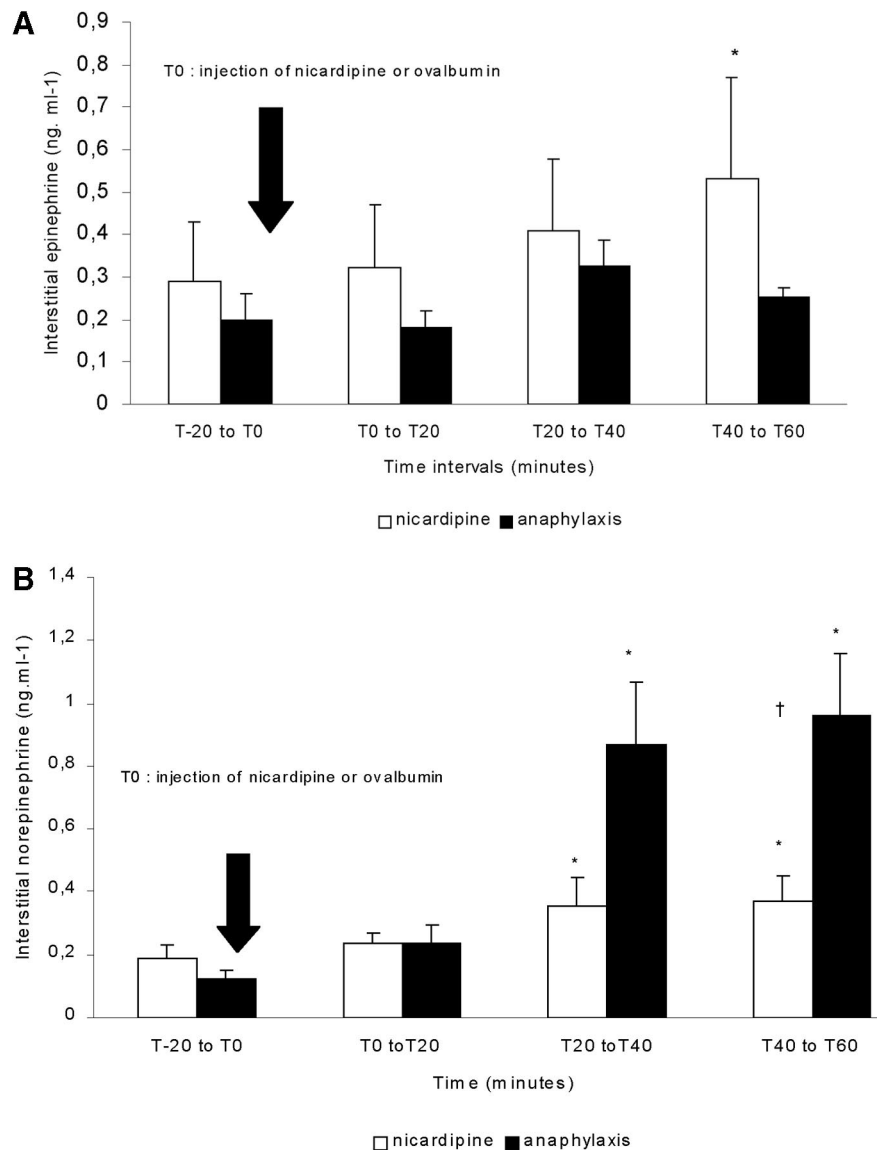 A
Interstitial epinephrine (ng. ml-1)
0,9
0,8
0,7
0,6
0,5
0,4
0,3
0,2
0,1
0
T0 : injection of nicardipine or ovalbumin
*
T-20 to T0
T0 to T20
T20 to T40
T40 to T60
Time intervals (minutes)
nicardipine anaphylaxis
B
Interstitial norepinephrine (ng.ml-1)
1,4
1,2
1
0,8
0,6
0,4
0,2
0
T0 : injection of nicardipine or ovalbumin
*
*
*
†
*
T-20 to T0
T0 toT20
T20 toT40
T40 to T60
Time (minutes)
nicardipine anaphylaxis